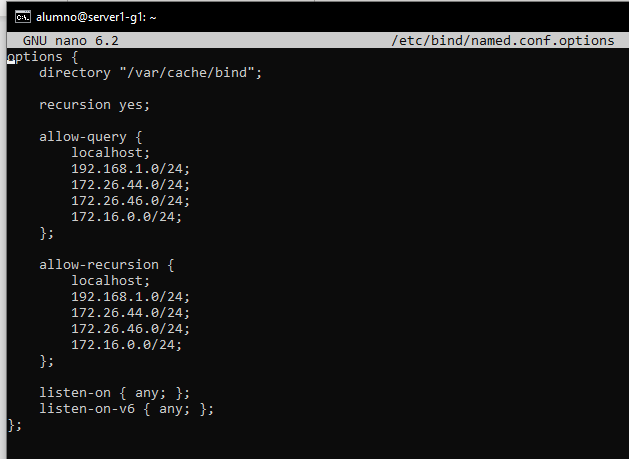 alumno@server1-g1: ~
GNU nano 6.2 /etc/bind/named.conf.options
options {
    directory "/var/cache/bind";

    recursion yes;

    allow-query {
        localhost;
        192.168.1.0/24;
        172.26.44.0/24;
        172.26.46.0/24;
        172.16.0.0/24;
    };

    allow-recursion {
        localhost;
        192.168.1.0/24;
        172.26.44.0/24;
        172.26.46.0/24;
        172.16.0.0/24;
    };

    listen-on { any; };
    listen-on-v6 { any; };
};